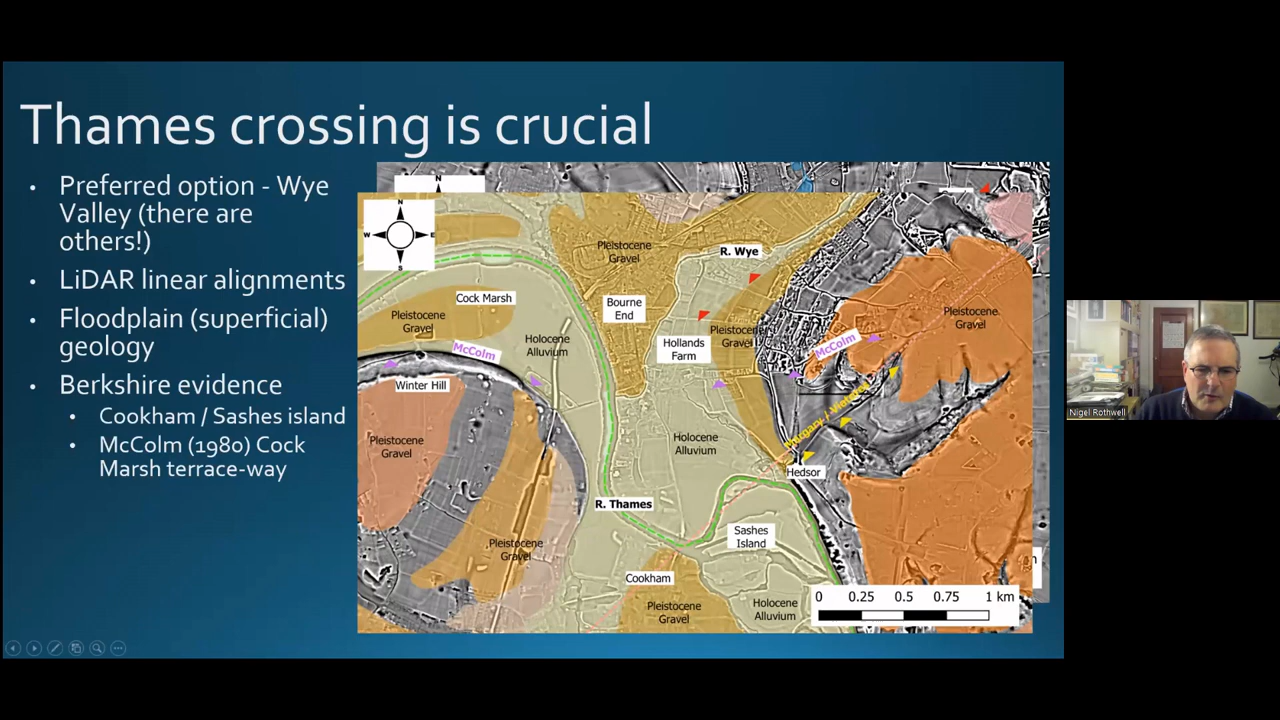 Thames crossing is crucial
• Preferred option - Wye
Valley (there are
others!)
• LiDAR linear alignments
• Floodplain (superficial)
geology
• Berkshire evidence
• Cookham / Sashes island
• McColm (1980) Cock
Marsh terrace-way
N
N
W
E
S
Pleistocene
Gravel
R. Wye
Cock Marsh
Bourne
End
Pleistocene
Gravel
Pleistocene
Gravel
Holocene
Alluvium
Hollands
Farm
Pleistocene
Gravel
McColm
McColm
Winter Hill
Margary / Viatores
Pleistocene
Gravel
Holocene
Alluvium
Hedsor
R. Thames
Sashes
Island
Pleistocene
Gravel
Cookham
Pleistocene
Gravel
Holocene
Alluvium
0 0.25 0.5 0.75 1 km
Nigel Rothwell